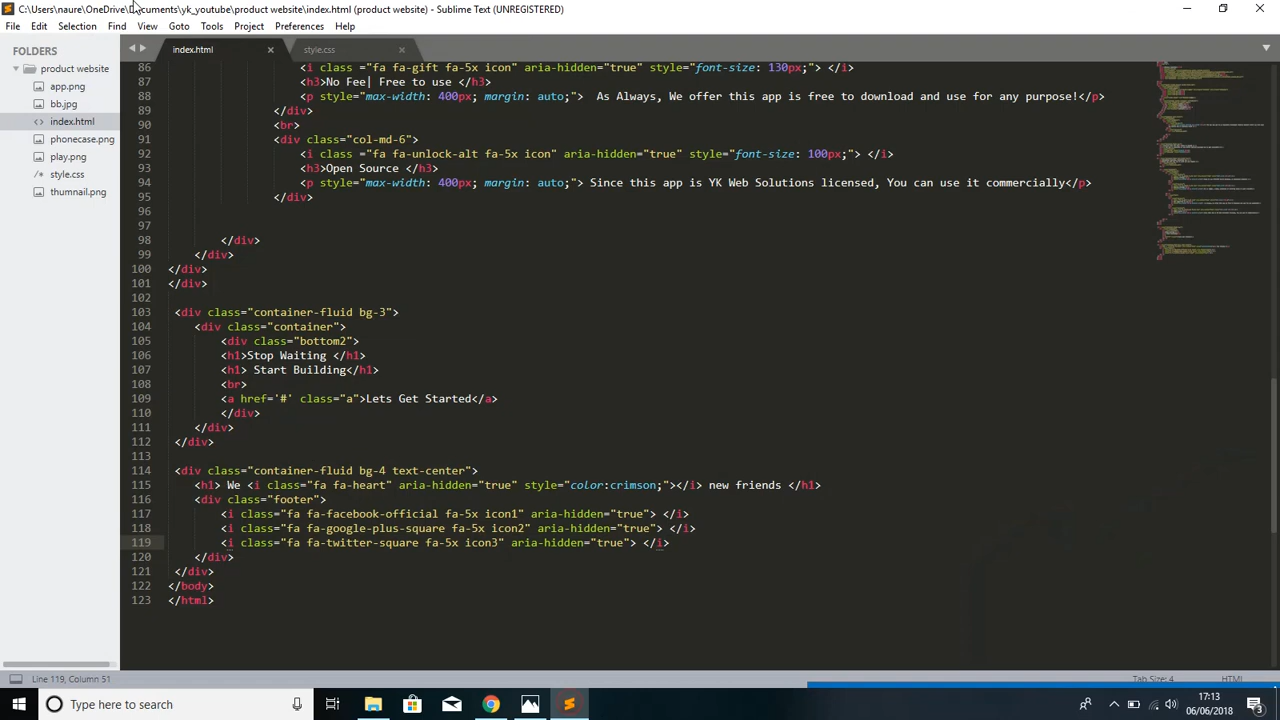 C:\Users\naure\OneDrive\Documents\yk_youtube\product website\index.html (product website) - Sublime Text (UNREGISTERED)
File Edit Selection Find View Goto Tools Project Preferences Help
FOLDERS
product website
app.png
bb.jpg
index.html
phonecase.png
play.png
style.css
thumnail.png
index.html style.css
86 <i class ="fa fa-gift fa-5x icon" aria-hidden="true" style="font-size: 130px;"> </i>
87 <h3>No Fee| Free to use </h3>
88 <p style="max-width: 400px; margin: auto;">  As Always, We offer this app is free to download and use for any purpose!</p>
89 </div>
90 <br>
91 <div class="col-md-6">
92 <i class ="fa fa-unlock-alt fa-5x icon" aria-hidden="true" style="font-size: 100px;"> </i>
93 <h3>Open Source </h3>
94 <p style="max-width: 400px; margin: auto;"> Since this app is YK Web Solutions licensed, You can use it commercially</p>
95 </div>
96
97
98 </div>
99 </div>
100 </div>
101 </div>
102
103 <div class="container-fluid bg-3">
104 <div class="container">
105 <div class="bottom2">
106 <h1>Stop Waiting </h1>
107 <h1> Start Building</h1>
108 <br>
109 <a href='#' class="a">Lets Get Started</a>
110 </div>
111 </div>
112 </div>
113
114 <div class="container-fluid bg-4 text-center">
115 <h1> We <i class="fa fa-heart" aria-hidden="true" style="color:crimson;"></i> new friends </h1>
116 <div class="footer">
117 <i class="fa fa-facebook-official fa-5x icon1" aria-hidden="true"> </i>
118 <i class="fa fa-google-plus-square fa-5x icon2" aria-hidden="true"> </i>
119 <i class="fa fa-twitter-square fa-5x icon3" aria-hidden="true"> </i>
120 </div>
121 </div>
122 </body>
123 </html>
Line 119, Column 51
Tab Size: 4 HTML
Type here to search
17:13
06/06/2018
3